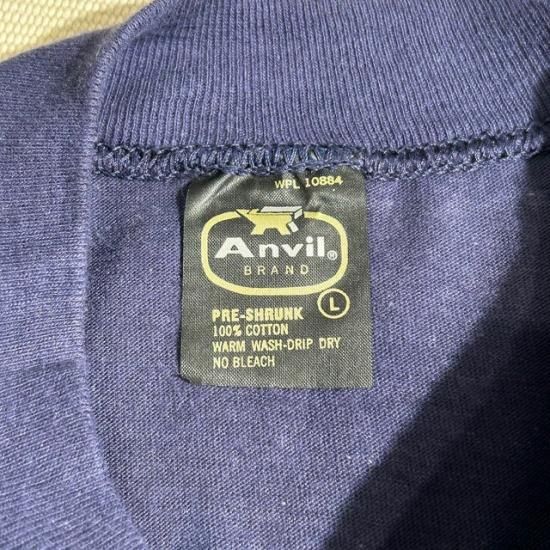 WPL 10884
Anvil®
BRAND
PRE-SHRUNK L
100% COTTON
WARM WASH-DRIP DRY
NO BLEACH